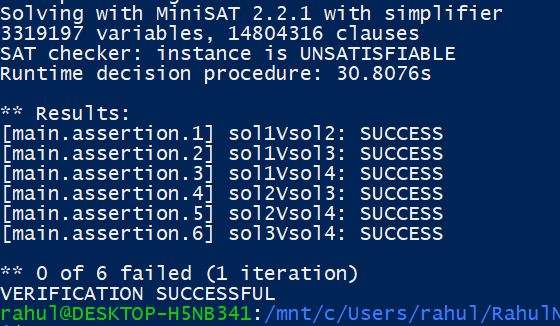 Solving with MiniSAT 2.2.1 with simplifier
3319197 variables, 14804316 clauses
SAT checker: instance is UNSATISFIABLE
Runtime decision procedure: 30.8076s
** Results:
[main.assertion.1] sol1Vsol2: SUCCESS
[main.assertion.2] sol1Vsol3: SUCCESS
[main.assertion.3] sol1Vsol4: SUCCESS
[main.assertion.4] sol2Vsol3: SUCCESS
[main.assertion.5] sol2Vsol4: SUCCESS
[main.assertion.6] sol3Vsol4: SUCCESS
** 0 of 6 failed (1 iteration)
VERIFICATION SUCCESSFUL
rahul@DESKTOP-H5NB341:/mnt/c/Users/rahul/Rahul